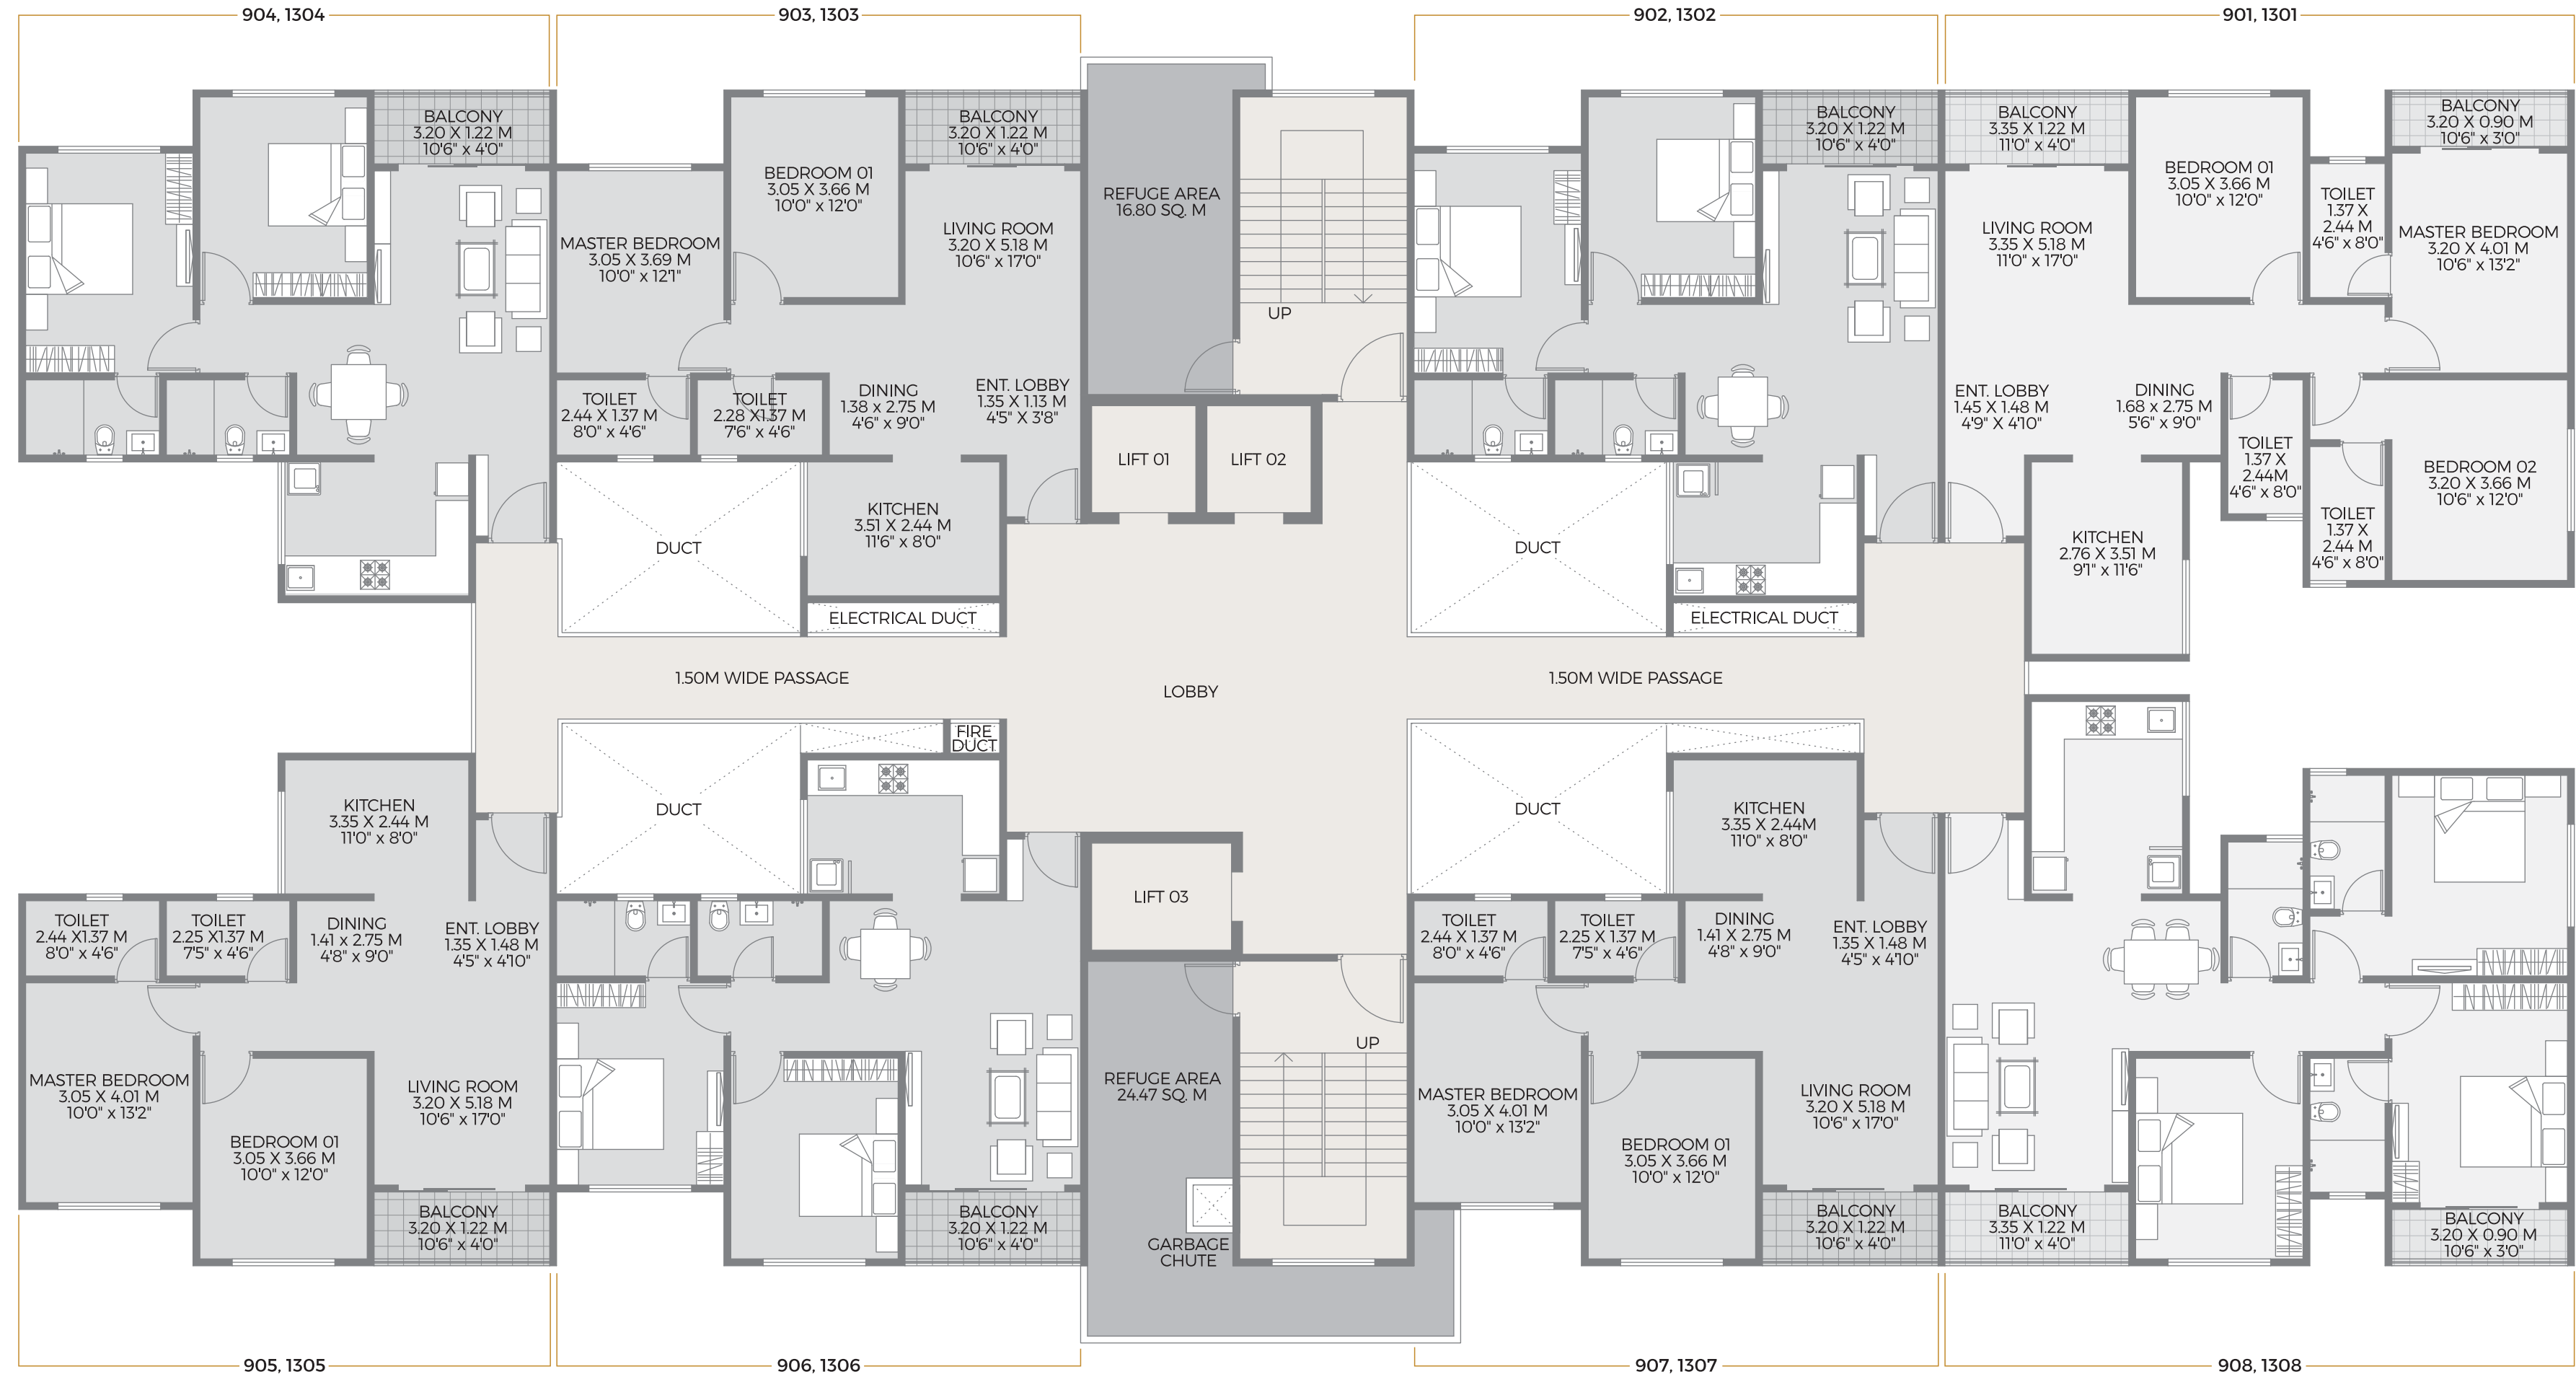 904, 1304
903, 1303
902, 1302
901, 1301
BALCONY
3.20 X 1.22 M
10'6" x 4'0"
MASTER BEDROOM
3.05 X 3.69 M
10'0" x 12'1"
BEDROOM 01
3.05 X 3.66 M
10'0" x 12'0"
BALCONY
3.20 X 1.22 M
10'6" x 4'0"
LIVING ROOM
3.20 X 5.18 M
10'6" x 17'0"
TOILET
2.44 X 1.37 M
8'0" x 4'6"
TOILET
2.28 X1.37 M
7'6" x 4'6"
DINING
1.38 x 2.75 M
4'6" x 9'0"
ENT. LOBBY
1.35 X 1.13 M
4'5" X 3'8"
DUCT
KITCHEN
3.51 X 2.44 M
11'6" x 8'0"
ELECTRICAL DUCT
REFUGE AREA
16.80 SQ. M
UP
LIFT 01
LIFT 02
BALCONY
3.20 X 1.22 M
10'6" x 4'0"
DUCT
ELECTRICAL DUCT
BALCONY
3.35 X 1.22 M
11'0" x 4'0"
LIVING ROOM
3.35 X 5.18 M
11'0" x 17'0"
BEDROOM 01
3.05 X 3.66 M
10'0" x 12'0"
TOILET
1.37 X
2.44 M
4'6" x 8'0"
BALCONY
3.20 X 0.90 M
10'6" x 3'0"
MASTER BEDROOM
3.20 X 4.01 M
10'6" x 13'2"
ENT. LOBBY
1.45 X 1.48 M
4'9" X 4'10"
DINING
1.68 x 2.75 M
5'6" x 9'0"
TOILET
1.37 X
2.44M
4'6" x 8'0"
TOILET
1.37 X
2.44 M
4'6" x 8'0"
BEDROOM 02
3.20 X 3.66 M
10'6" x 12'0"
KITCHEN
2.76 X 3.51 M
9'1" x 11'6"
1.50M WIDE PASSAGE
LOBBY
1.50M WIDE PASSAGE
KITCHEN
3.35 X 2.44 M
11'0" x 8'0"
TOILET
2.44 X1.37 M
8'0" x 4'6"
TOILET
2.25 X1.37 M
7'5" x 4'6"
DINING
1.41 x 2.75 M
4'8" x 9'0"
ENT. LOBBY
1.35 X 1.48 M
4'5" x 4'10"
MASTER BEDROOM
3.05 X 4.01 M
10'0" x 13'2"
BEDROOM 01
3.05 X 3.66 M
10'0" x 12'0"
LIVING ROOM
3.20 X 5.18 M
10'6" x 17'0"
BALCONY
3.20 X 1.22 M
10'6" x 4'0"
DUCT
FIRE
DUCT
BALCONY
3.20 X 1.22 M
10'6" x 4'0"
LIFT 03
UP
REFUGE AREA
24.47 SQ. M
GARBAGE
CHUTE
DUCT
KITCHEN
3.35 X 2.44M
11'0" x 8'0"
TOILET
2.44 X 1.37 M
8'0" x 4'6"
TOILET
2.25 X 1.37 M
7'5" x 4'6"
DINING
1.41 X 2.75 M
4'8" x 9'0"
ENT. LOBBY
1.35 X 1.48 M
4'5" x 4'10"
MASTER BEDROOM
3.05 X 4.01 M
10'0" x 13'2"
BEDROOM 01
3.05 X 3.66 M
10'0" x 12'0"
LIVING ROOM
3.20 X 5.18 M
10'6" x 17'0"
BALCONY
3.20 X 1.22 M
10'6" x 4'0"
BALCONY
3.35 X 1.22 M
11'0" x 4'0"
BALCONY
3.20 X 0.90 M
10'6" x 3'0"
905, 1305
906, 1306
907, 1307
908, 1308